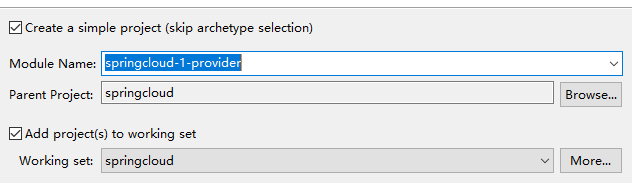 Create a simple project (skip archetype selection)
Module Name: springcloud-1-provider
Parent Project: springcloud Browse...
Add project(s) to working set
Working set: springcloud More...